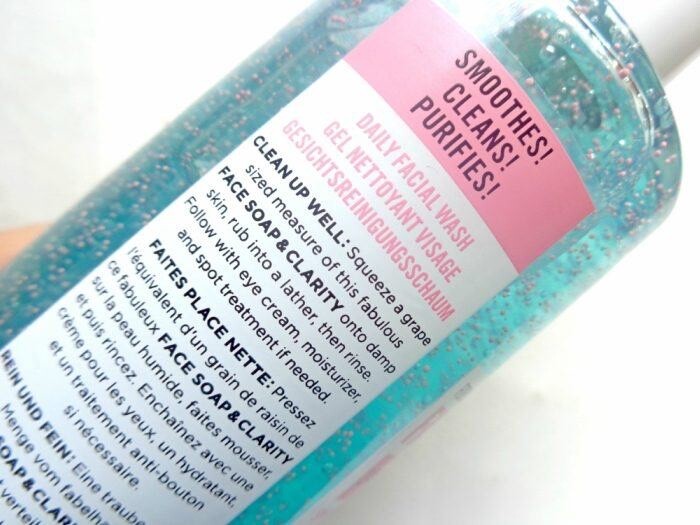 SMOOTHES!
CLEANS!
PURIFIES!
DAILY FACIAL WASH
GEL NETTOYANT VISAGE
GESICHTSREINIGUNGSSCHAUM
CLEAN UP WELL: Squeeze a grape
sized measure of this fabulous
FACE SOAP & CLARITY onto damp
skin, rub into a lather, then rinse.
Follow with eye cream, moisturizer,
and spot treatment if needed.
FAITES PLACE NETTE: Pressez
l'équivalent d'un grain de raisin de
ce fabuleux FACE SOAP & CLARITY
sur la peau humide, faites mousser,
et puis rincez. Enchaînez avec une
crème pour les yeux, un hydratant,
et un traitement anti-bouton
si nécessaire.
REIN UND FEIN: Eine traube
Menge vom fabelha
SOAP & CLAR
verteil